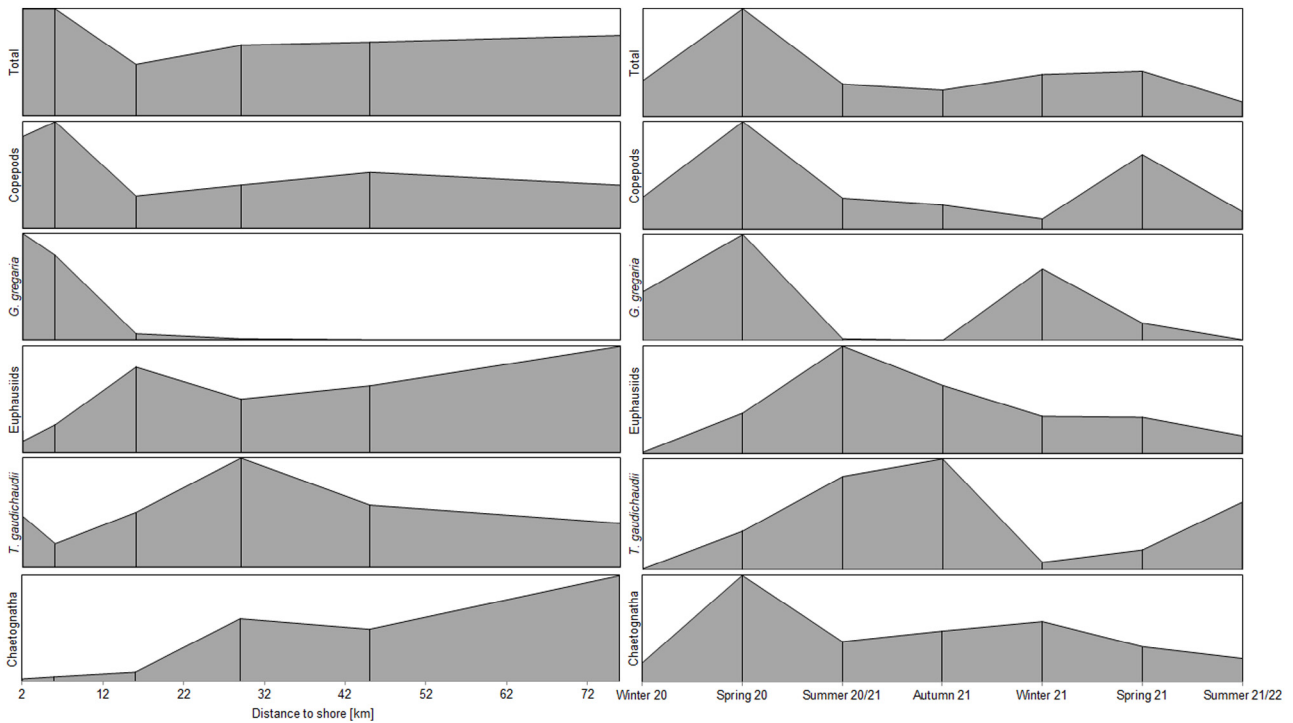 Total
Copepods
G. gregaria
Euphausiids
T. gaudichaudii
Chaetognatha
2 12 22 32 42 52 62 72
Distance to shore [km]
Total
Copepods
G. gregaria
Euphausiids
T. gaudichaudii
Chaetognatha
Winter 20 Spring 20 Summer 20/21 Autumn 21 Winter 21 Spring 21 Summer 21/22